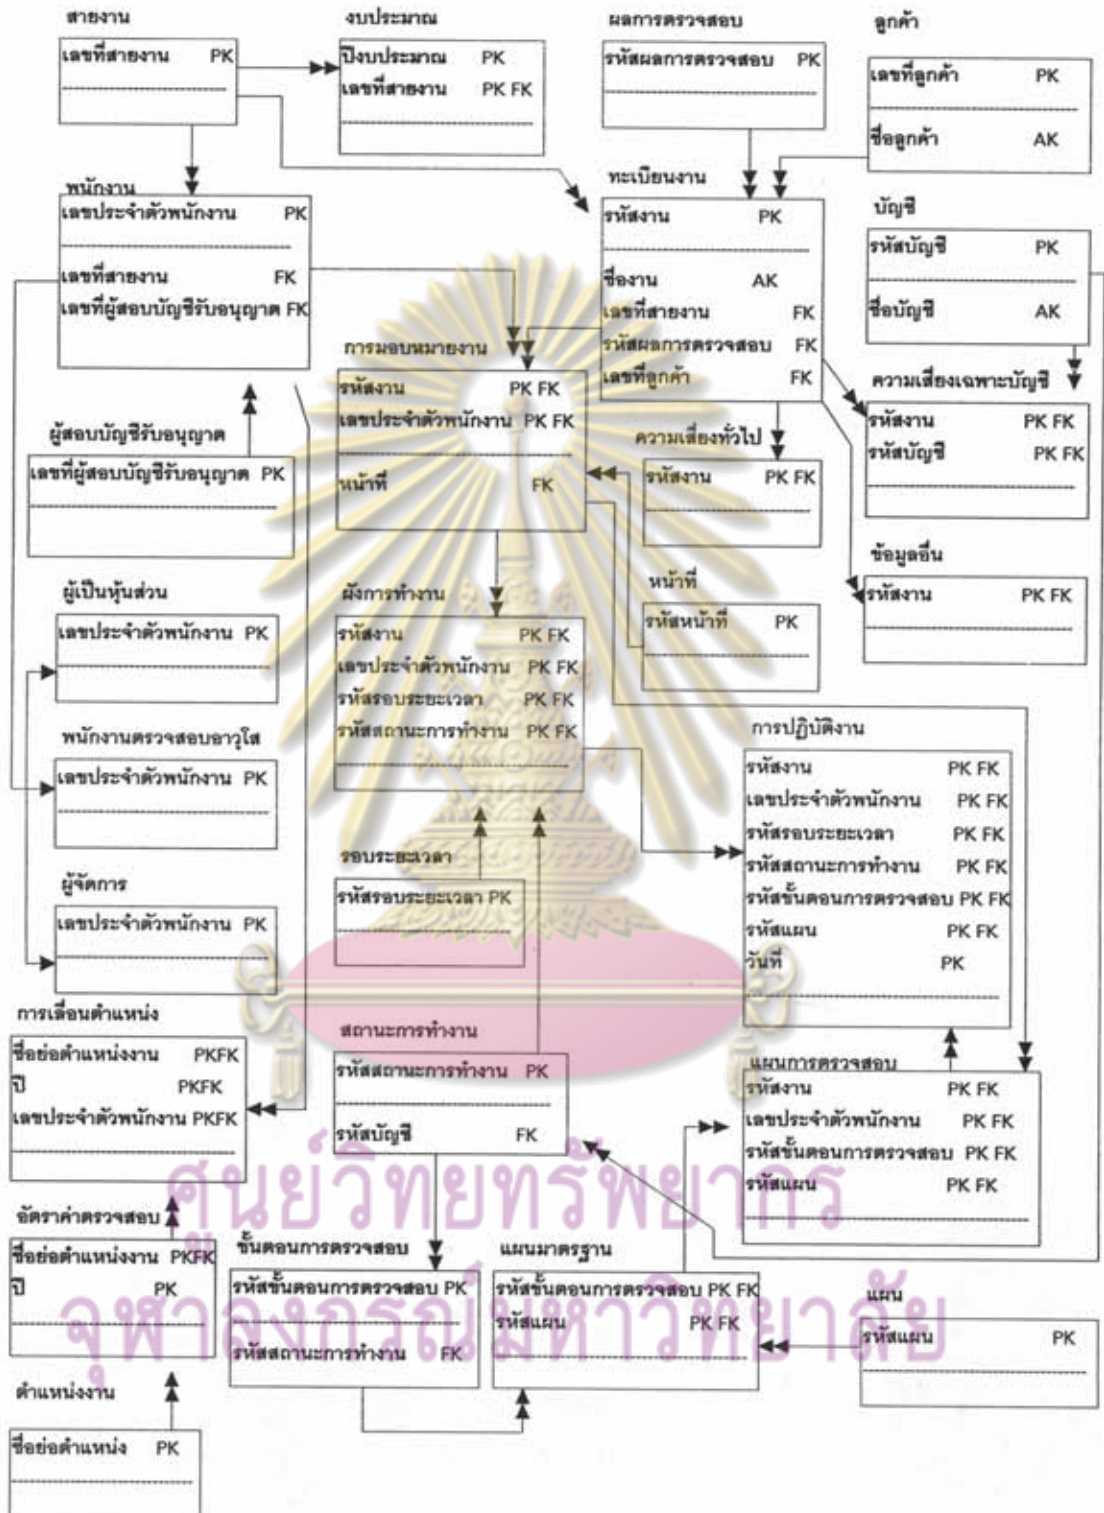 สายงาน
เลขที่สายงาน PK
งบประมาณ
ปีงบประมาณ PK
เลขที่สายงาน PK FK
ผลการตรวจสอบ
รหัสผลการตรวจสอบ PK
ลูกค้า
เลขที่ลูกค้า PK
ชื่อลูกค้า AK
พนักงาน
เลขประจำตัวพนักงาน PK
เลขที่สายงาน FK
เลขที่ผู้สอบบัญชีรับอนุญาต FK
ทะเบียนงาน
รหัสงาน PK
ชื่องาน AK
เลขที่สายงาน FK
รหัสผลการตรวจสอบ FK
เลขที่ลูกค้า FK
บัญชี
รหัสบัญชี PK
ชื่อบัญชี AK
การมอบหมายงาน
รหัสงาน PK FK
เลขประจำตัวพนักงาน PK FK
หน้าที่ FK
ความเสี่ยงเฉพาะบัญชี
รหัสงาน PK FK
รหัสบัญชี PK FK
ผู้สอบบัญชีรับอนุญาต
เลขที่ผู้สอบบัญชีรับอนุญาต PK
ความเสี่ยงทั่วไป
รหัสงาน PK FK
ข้อมูลอื่น
รหัสงาน PK FK
ผู้เป็นหุ้นส่วน
เลขประจำตัวพนักงาน PK
ผังการทำงาน
รหัสงาน PK FK
เลขประจำตัวพนักงาน PK FK
รหัสรอบระยะเวลา PK FK
รหัสสถานะการทำงาน PK FK
หน้าที่
รหัสหน้าที่ PK
พนักงานตรวจสอบอาวุโส
เลขประจำตัวพนักงาน PK
การปฏิบัติงาน
รหัสงาน PK FK
เลขประจำตัวพนักงาน PK FK
รหัสรอบระยะเวลา PK FK
รหัสสถานะการทำงาน PK FK
รหัสขั้นตอนการตรวจสอบ PK FK
รหัสแผน PK FK
วันที่ PK
รอบระยะเวลา
รหัสรอบระยะเวลา PK
ผู้จัดการ
เลขประจำตัวพนักงาน PK
การเลื่อนตำแหน่ง
ชื่อย่อตำแหน่งงาน PKFK
ปี PKFK
เลขประจำตัวพนักงาน PKFK
สถานะการทำงาน
รหัสสถานะการทำงาน PK
รหัสบัญชี FK
แผนการตรวจสอบ
รหัสงาน PK FK
เลขประจำตัวพนักงาน PK FK
รหัสขั้นตอนการตรวจสอบ PK FK
รหัสแผน PK FK
ศูนย์วิทยทรัพยากร
อัตราค่าตรวจสอบ
ชื่อย่อตำแหน่งงาน PKFK
ปี PK
ขั้นตอนการตรวจสอบ
รหัสขั้นตอนการตรวจสอบ PK
รหัสสถานะการทำงาน FK
แผนมาตรฐาน
รหัสขั้นตอนการตรวจสอบ PK FK
รหัสแผน PK FK
แผน
รหัสแผน PK
จุฬาลงกรณ์มหาวิทยาลัย
ตำแหน่งงาน
ชื่อย่อตำแหน่ง PK